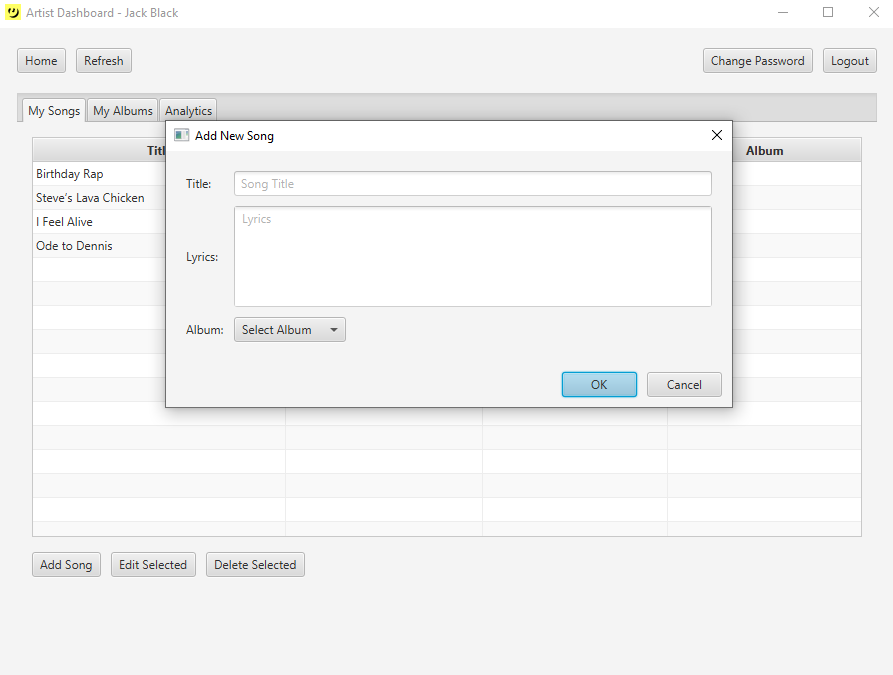 Artist Dashboard - Jack Black
Home Refresh Change Password Logout
My Songs My Albums Analytics
Add New Song
Album
Birthday Rap
Steve's Lava Chicken
I Feel Alive
Ode to Dennis
Title: Song Title
Lyrics: Lyrics
Album: Select Album
OK Cancel
Add Song Edit Selected Delete Selected